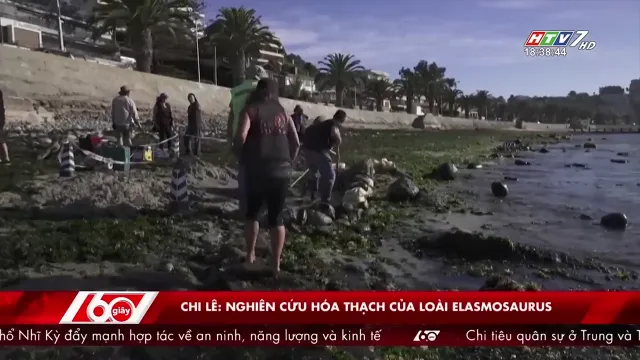 HTV7 HD
18:38:44
60 giây
CHI LÊ: NGHIÊN CỨU HÓA THẠCH CỦA LOÀI ELASMOSAURUS
hổ Nhĩ Kỳ đẩy mạnh hợp tác về an ninh, năng lượng và kinh tế 60 Chi tiêu quân sự ở Trung và T